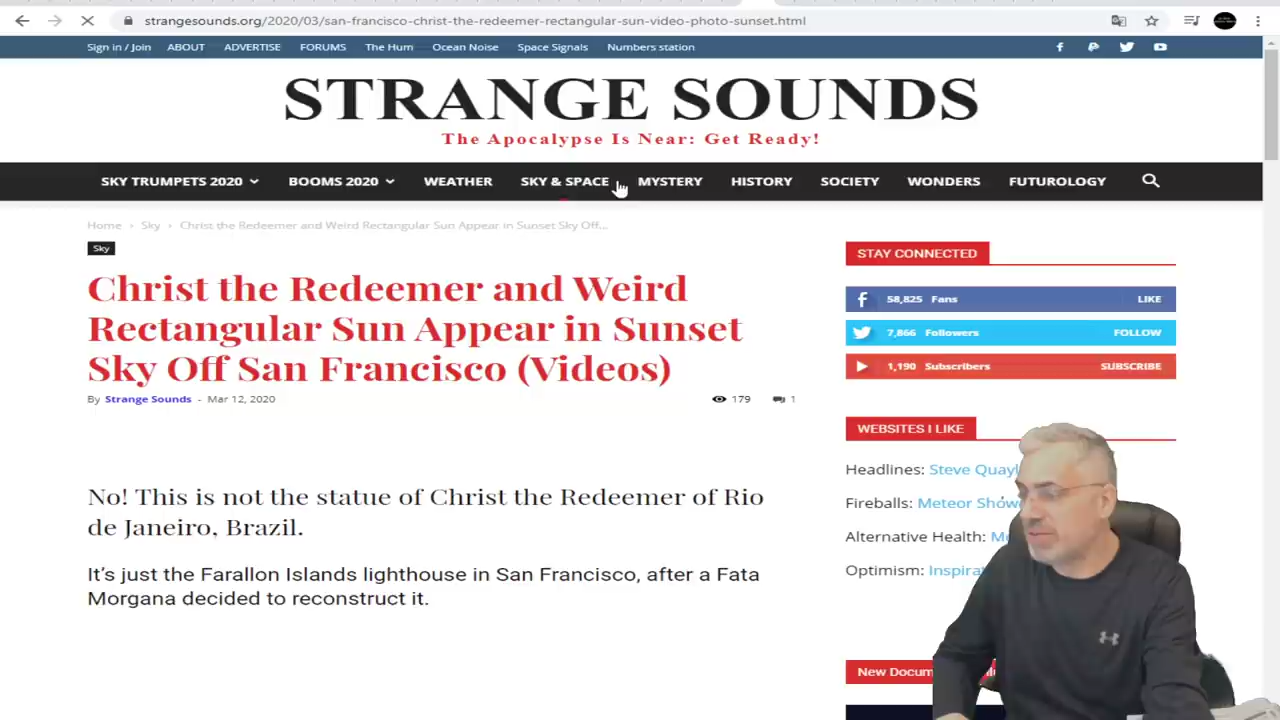 strangesounds.org/2020/03/san-francisco-christ-the-redeemer-rectangular-sun-video-photo-sunset.html
Sign in / Join ABOUT ADVERTISE FORUMS The Hum Ocean Noise Space Signals Numbers station
STRANGE SOUNDS
The Apocalypse Is Near: Get Ready!
SKY TRUMPETS 2020 BOOMS 2020 WEATHER SKY & SPACE MYSTERY HISTORY SOCIETY WONDERS FUTUROLOGY
Home › Sky › Christ the Redeemer and Weird Rectangular Sun Appear in Sunset Sky Off...
Sky
Christ the Redeemer and Weird
Rectangular Sun Appear in Sunset
Sky Off San Francisco (Videos)
By Strange Sounds - Mar 12, 2020 179 1
No! This is not the statue of Christ the Redeemer of Rio
de Janeiro, Brazil.
It’s just the Farallon Islands lighthouse in San Francisco, after a Fata
Morgana decided to reconstruct it.
STAY CONNECTED
58,825 Fans LIKE
7,866 Followers FOLLOW
1,190 Subscribers SUBSCRIBE
WEBSITES I LIKE
Headlines: Steve
Fireballs: Meteor
Alternative Health:
Optimism:
New